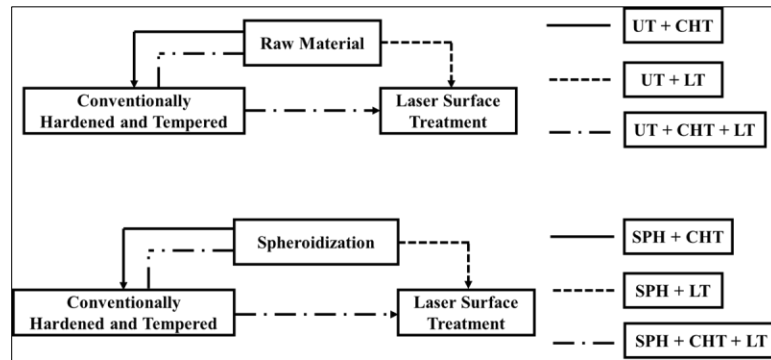 Raw Material
Conventionally
Hardened and Tempered
Laser Surface
Treatment
UT + CHT
UT + LT
UT + CHT + LT
Spheroidization
Conventionally
Hardened and Tempered
Laser Surface
Treatment
SPH + CHT
SPH + LT
SPH + CHT + LT